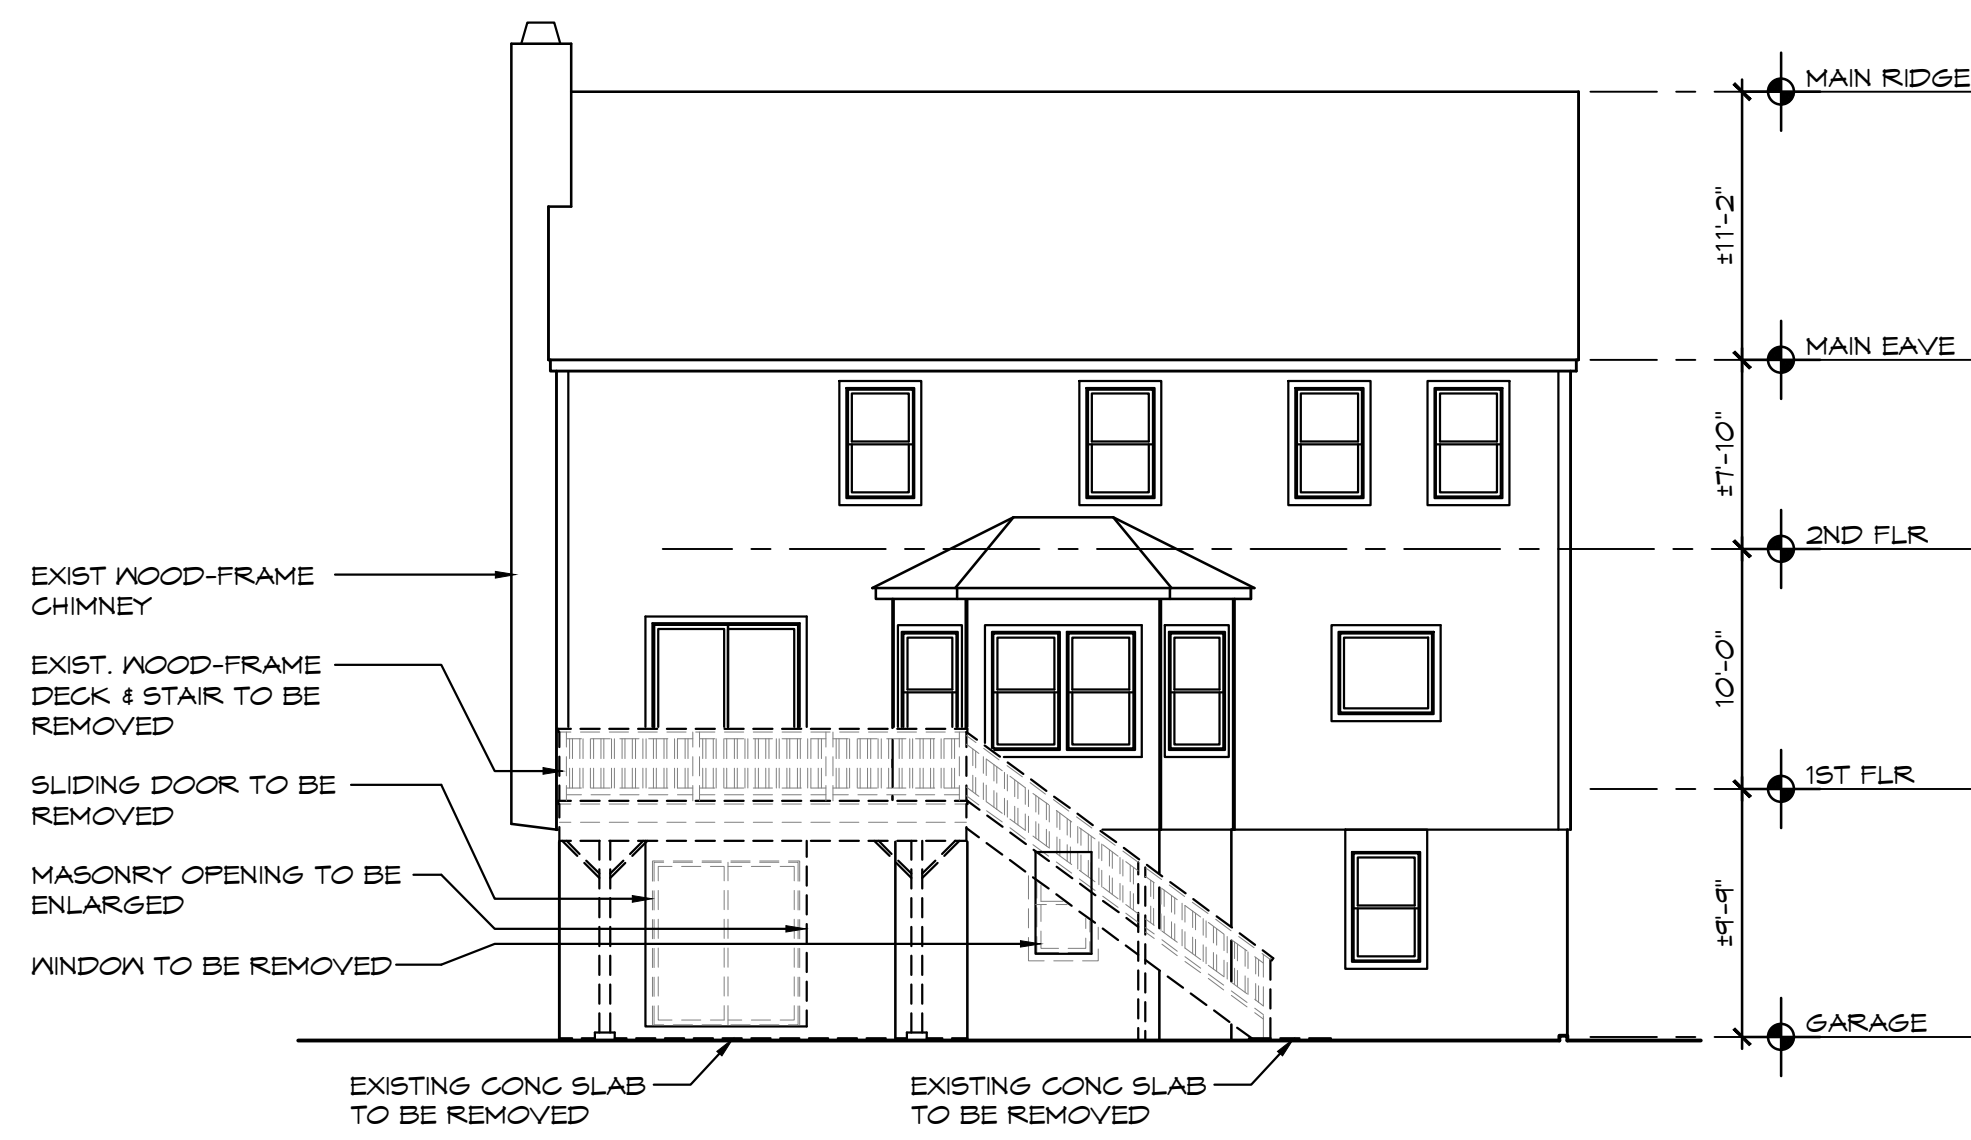 MAIN RIDGE
±11'-2"
MAIN EAVE
±7'-10"
2ND FLR
EXIST WOOD-FRAME
CHIMNEY
EXIST. WOOD-FRAME
DECK & STAIR TO BE
REMOVED
10'-0"
1ST FLR
SLIDING DOOR TO BE
REMOVED
MASONRY OPENING TO BE
ENLARGED
±9'-9"
WINDOW TO BE REMOVED
GARAGE
EXISTING CONC SLAB
TO BE REMOVED
EXISTING CONC SLAB
TO BE REMOVED